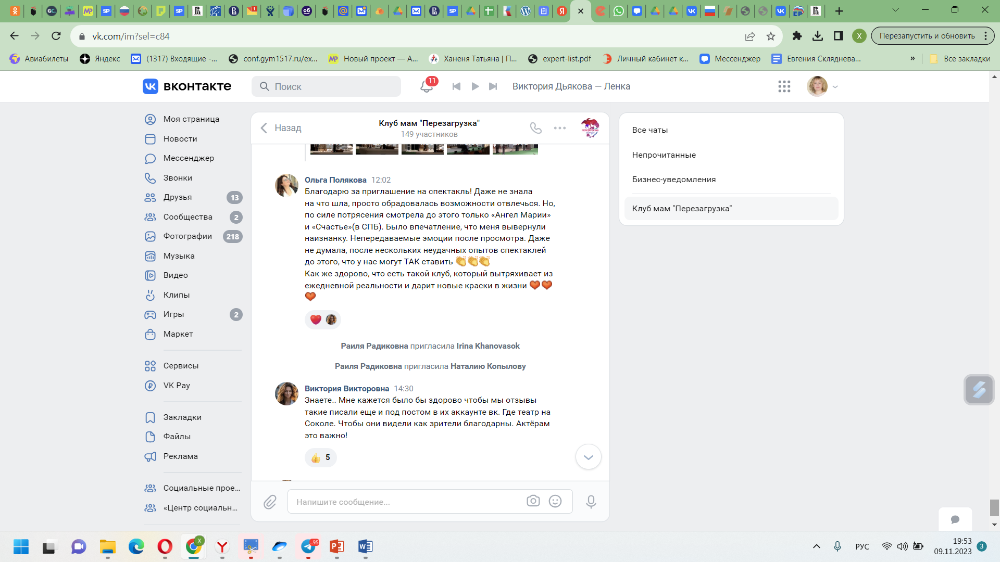 vk.com/im?sel=c84
Перезапустить и обновить
Авиабилеты
Яндекс
(1317) Входящие -...
conf.gym1517.ru/ex...
Новый проект — А...
Ханеня Татьяна | П...
expert-list.pdf
Личный кабинет к...
Мессенджер
Евгения Скляднева...
»
Все закладки
вконтакте
Поиск
11
Виктория Дьякова — Ленка
Моя страница
Новости
Мессенджер
Звонки
Друзья 13
Сообщества 2
Фотографии 218
Музыка
Видео
Клипы
Игры 2
Маркет
Сервисы
VK Pay
Закладки
Файлы
Реклама
Социальные прое...
«Центр социальн...
Назад
Клуб мам "Перезагрузка"
149 участников
Ольга Полякова 12:02
Благодарю за приглашение на спектакль! Даже не знала
на что шла, просто обрадовалась возможности отвлечься. Но,
по силе потрясения смотрела до этого только «Ангел Марии»
и «Счастье»(в СПБ). Было впечатление, что меня вывернули
наизнанку. Непередаваемые эмоции после просмотра. Даже
не думала, после нескольких неудачных опытов спектаклей
до этого, что у нас могут ТАК ставить 👏👏👏
Как же здорово, что есть такой клуб, который вытряхивает из
ежедневной реальности и дарит новые краски в жизни ❤️❤️
❤️
Раиля Радиковна пригласила Irina Khanovasok
Раиля Радиковна пригласила Наталию Копылову
Виктория Викторовна 14:30
Знаете.. Мне кажется было бы здорово чтобы мы отзывы
такие писали еще и под постом в их аккаунте вк. Где театр на
Соколе. Чтобы они видели как зрители благодарны. Актёрам
это важно!
👍 5
Напишите сообщение...
Все чаты
Непрочитанные
Бизнес-уведомления
Клуб мам "Перезагрузка"
РУС
19:53
09.11.2023
3